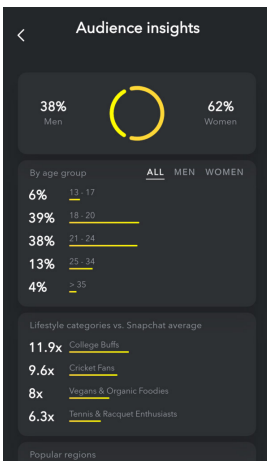 Audience insights
38% 62%
Men Women
By age group ALL MEN WOMEN
6% 13 - 17
39% 18 - 20
38% 21 - 24
13% 25 - 34
4% > 35
Lifestyle categories vs. Snapchat average
11.9x College Buffs
9.6x Cricket Fans
8x Vegans & Organic Foodies
6.3x Tennis & Racquet Enthusiasts
Popular regions